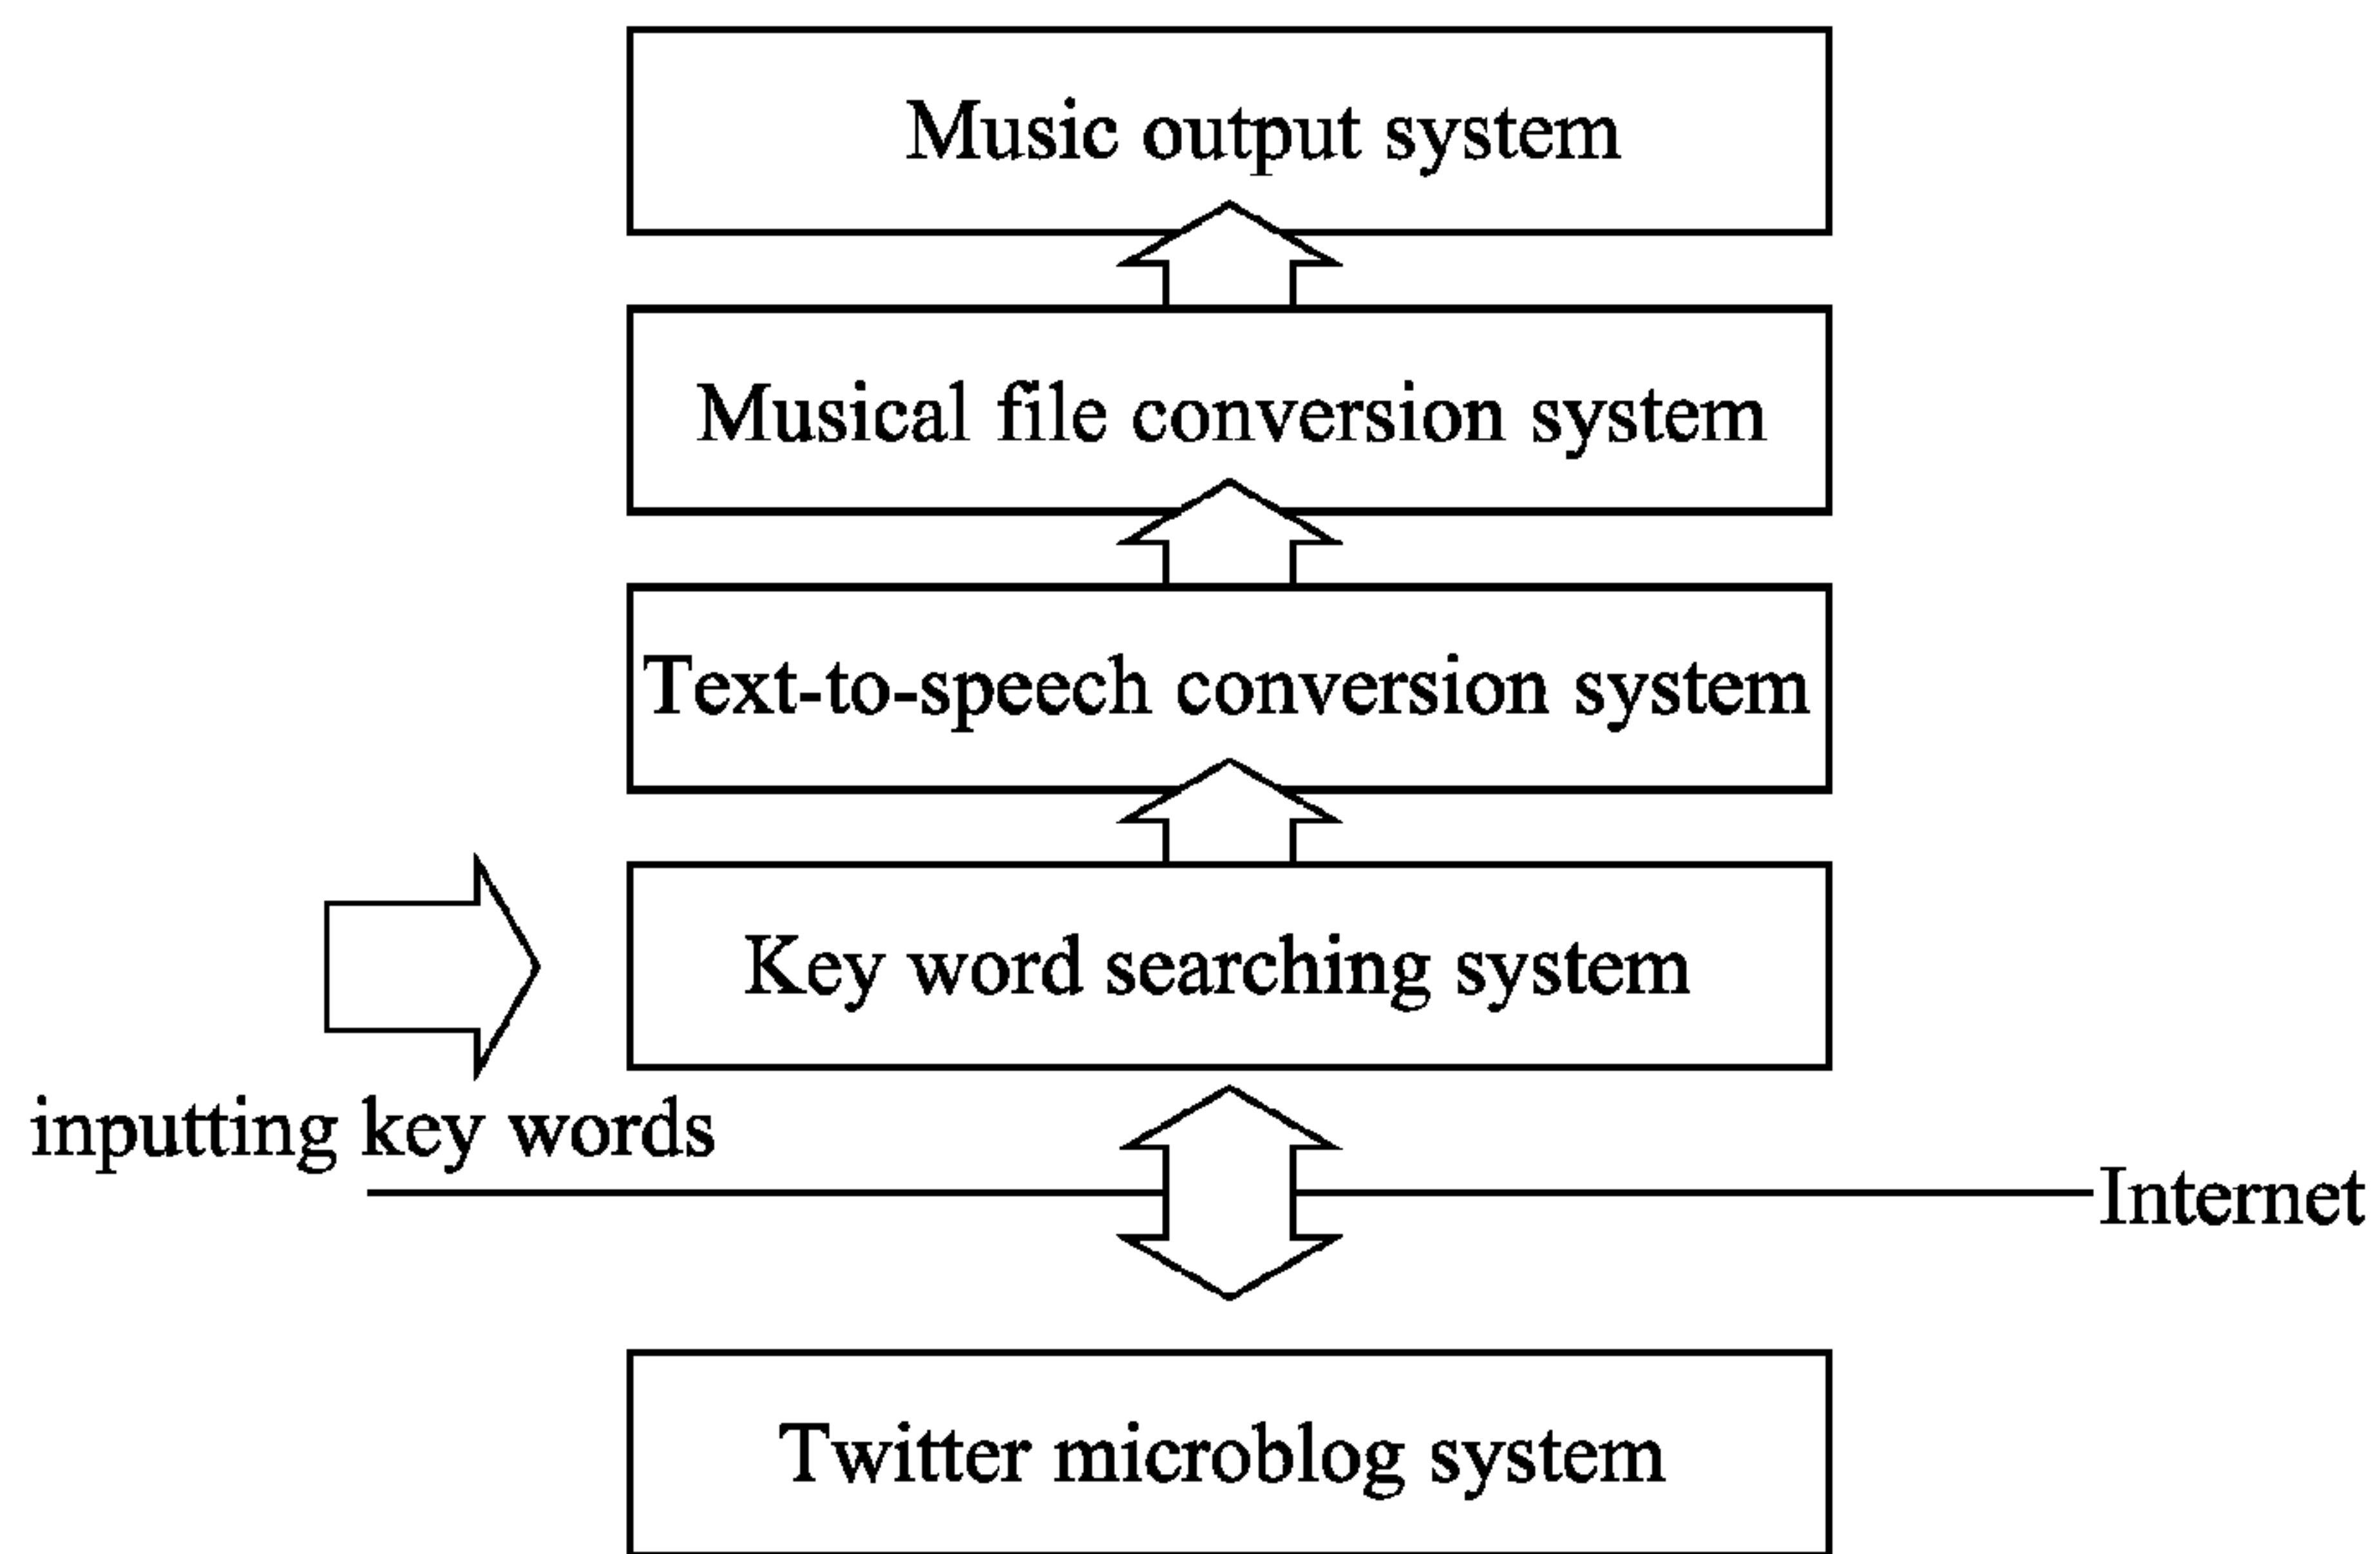 Music output system
Musical file conversion system
Text-to-speech conversion system
Key word searching system
inputting key words
Internet
Twitter microblog system